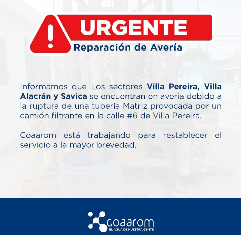 URGENTE
Reparación de Avería
Informamos que Los sectores Villa Pereira, Villa
Alacrán y Savica se encuentran en avería debido a
la ruptura de una tubería Matriz provocada por un
camión filtrante en la calle #6 de Villa Pereira.
Coaarom está trabajando para restablecer el
servicio a la mayor brevedad.
coaarom